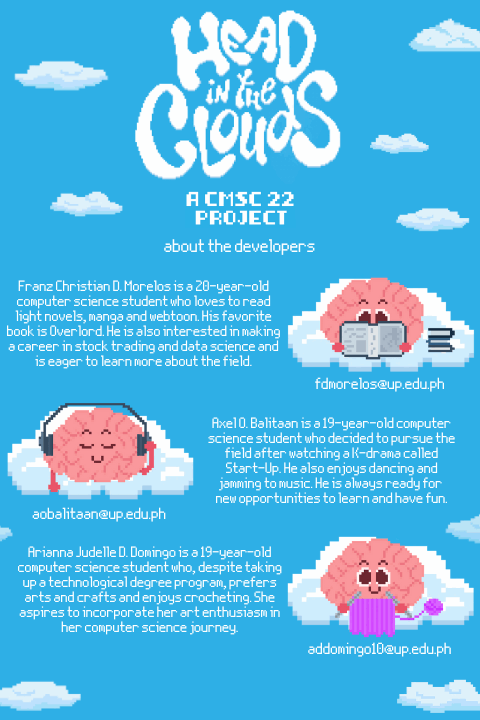 HEAD
in the
Clouds
A CMSC 22
PROJECT
about the developers
Franz Christian D. Morelos is a 20-year-old
computer science student who loves to read
light novels, manga and webtoon. His favorite
book is Overlord. He is also interested in making
a career in stock trading and data science and
is eager to learn more about the field.
fdmorelos@up.edu.ph
Axel O. Balitaan is a 19-year-old computer
science student who decided to pursue the
field after watching a K-drama called
Start-Up. He also enjoys dancing and
jamming to music. He is always ready for
new opportunities to learn and have fun.
aobalitaan@up.edu.ph
Arianna Judelle D. Domingo is a 19-year-old
computer science student who, despite taking
up a technological degree program, prefers
arts and crafts and enjoys crocheting. She
aspires to incorporate her art enthusiasm in
her computer science journey.
addomingo10@up.edu.ph